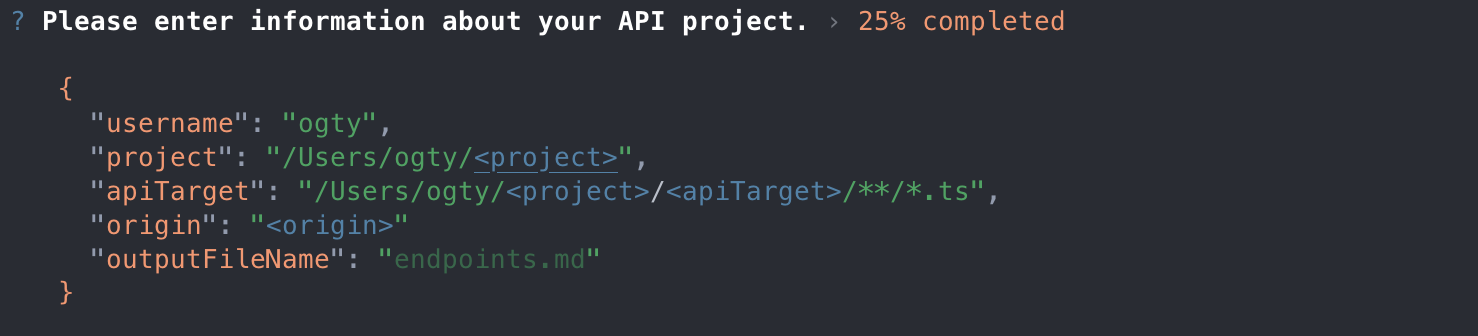 ? Please enter information about your API project. › 25% completed
{
"username": "ogty",
"project": "/Users/ogty/<project>",
"apiTarget": "/Users/ogty/<project>/<apiTarget>/**/*.ts",
"origin": "<origin>"
"outputFileName": "endpoints.md"
}